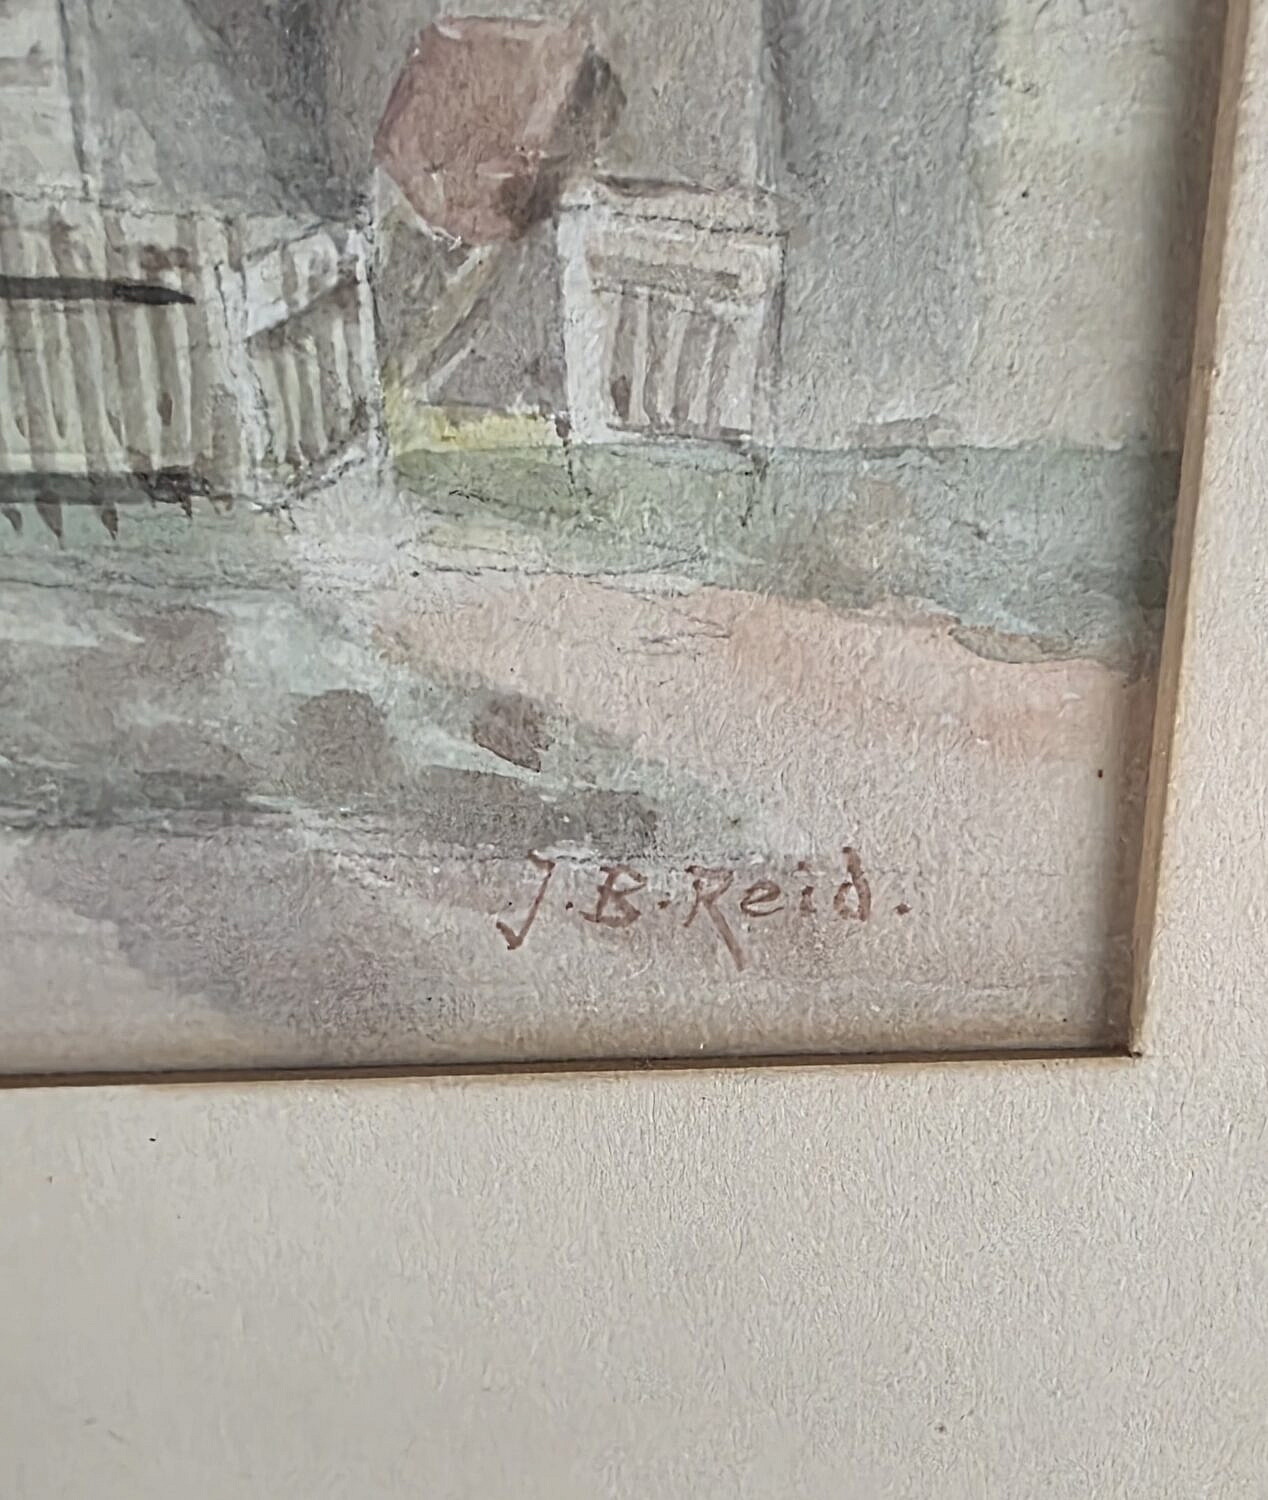 J. B. Reid.